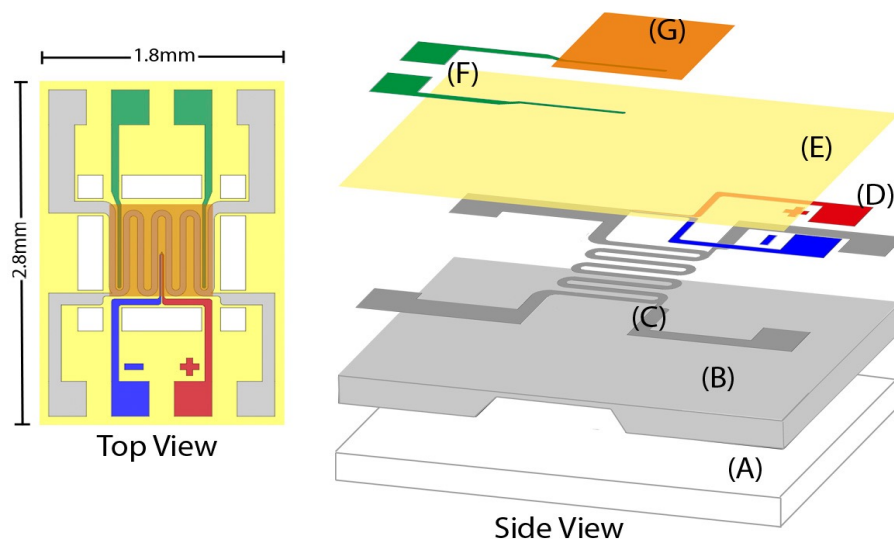 1.8mm
2.8mm
- +
Top View
(G)
(F)
(E)
(D)
+
-
(C)
(B)
(A)
Side View